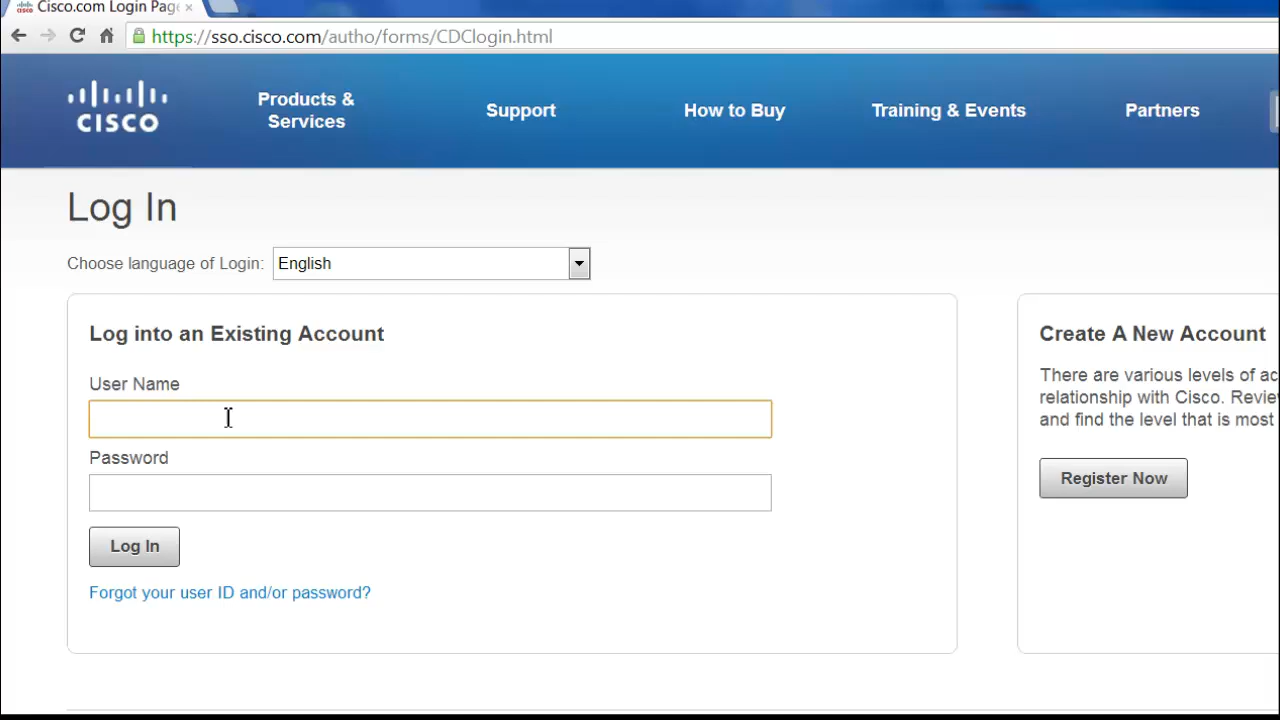 Cisco.com Login Page
https://sso.cisco.com/autho/forms/CDClogin.html
CISCO
Products &
Services
Support
How to Buy
Training & Events
Partners
Log In
Choose language of Login:
English
Log into an Existing Account
User Name
Password
Log In
Forgot your user ID and/or password?
Create A New Account
There are various levels of
relationship with Cisco.
and find the level that is most
Register Now